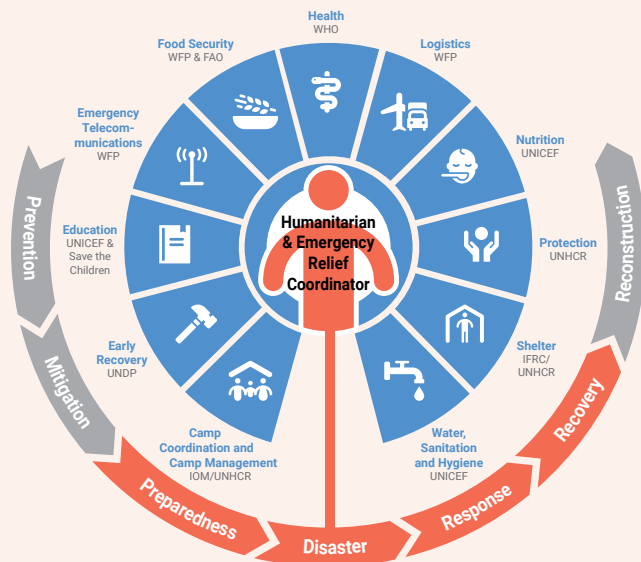 Health
WHO
Logistics
WFP
Nutrition
UNICEF
Protection
UNHCR
Shelter
IFRC/
UNHCR
Water,
Sanitation
and Hygiene
UNICEF
Camp
Coordination and
Camp Management
IOM/UNHCR
Early
Recovery
UNDP
Education
UNICEF &
Save the
Children
Emergency
Telecom-
munications
WFP
Food Security
WFP & FAO
Humanitarian
& Emergency
Relief
Coordinator
Prevention
Mitigation
Preparedness
Disaster
Response
Recovery
Reconstruction